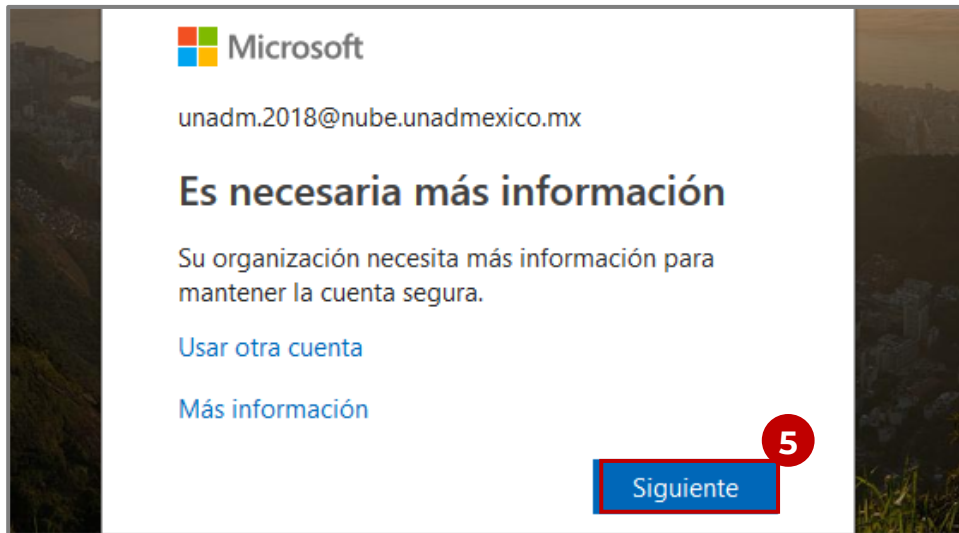 Microsoft
unadm.2018@nube.unadmexico.mx
Es necesaria más información
Su organización necesita más información para
mantener la cuenta segura.
Usar otra cuenta
Más información
5
Siguiente